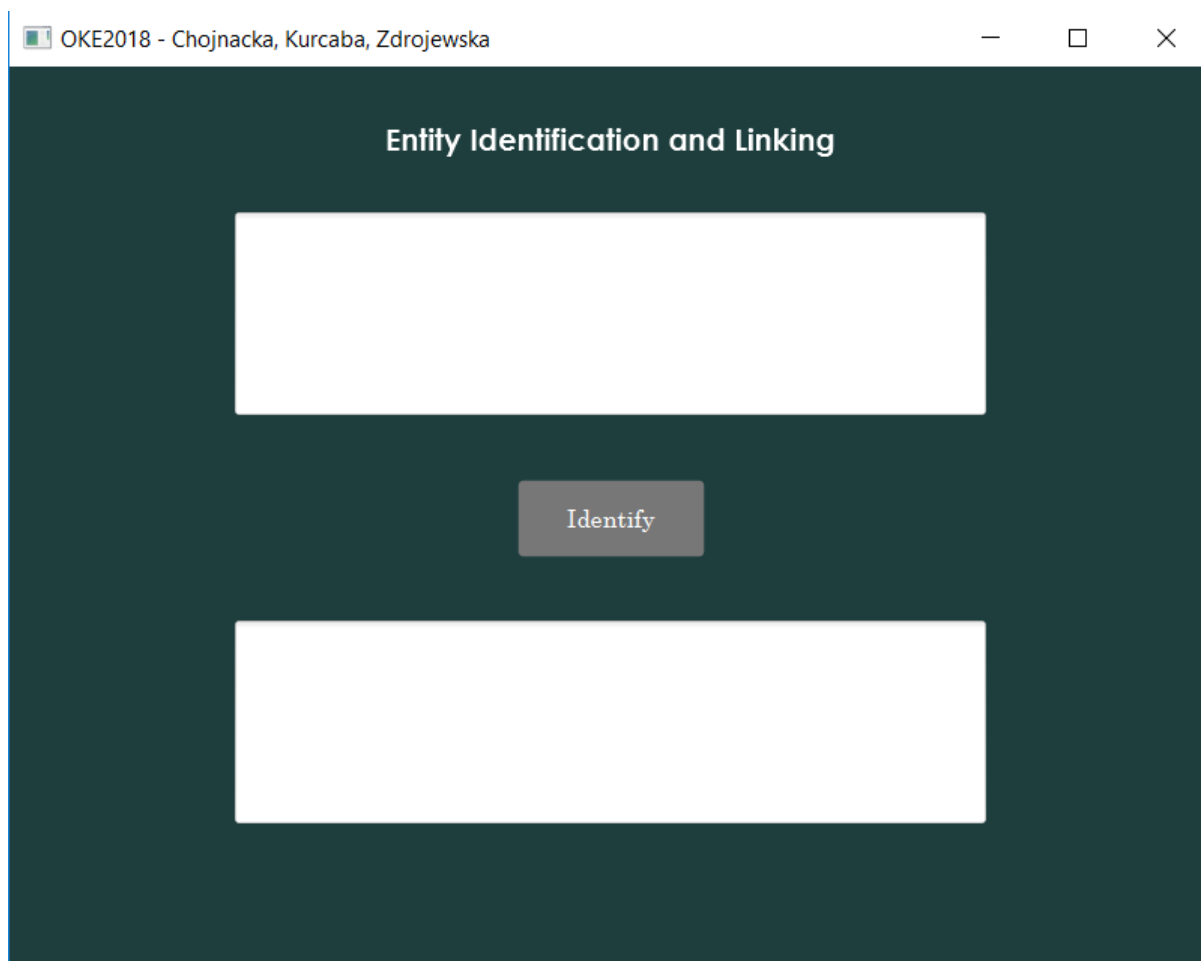 OKE2018 - Chojnacka, Kurcaba, Zdrojewska
Entity Identification and Linking
Identify